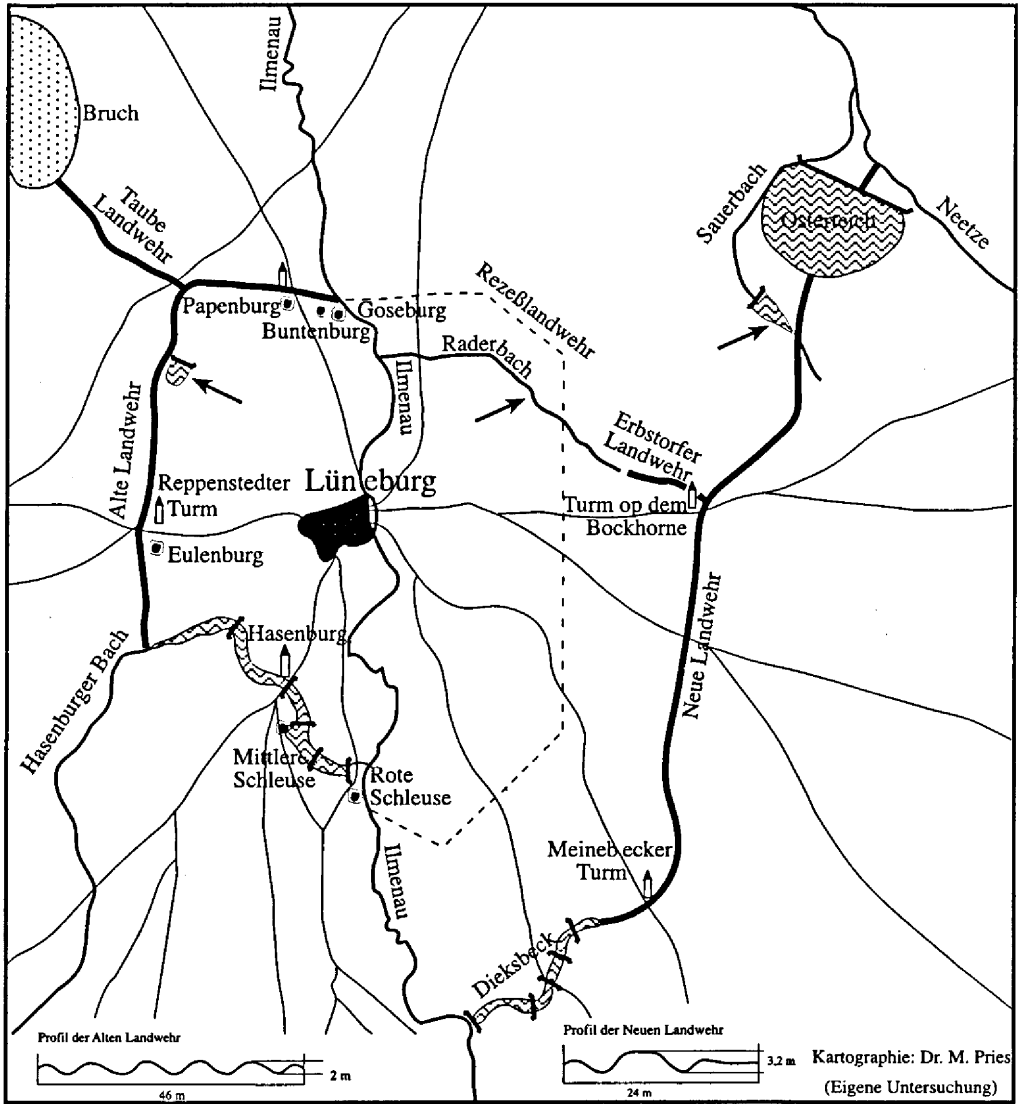 Ilmenau
Bruch
Taube
Landwehr
Sauerbach
Österreich
Neetze
Papenburg
Buntenburg
Goseburg
Rezeßlandwehr
Raderbach
Ilmenau
Alte Landwehr
Erbstorfer
Landwehr
Reppenstedter
Turm
Lüneburg
Turm op dem
Bockhorne
Eulenburg
Hasenburg
Hasenburger Bach
Neue Landwehr
Mittlere
Schleuse
Rote
Schleuse
Ilmenau
Meinebecker
Turm
Dieksbeck
Profil der Alten Landwehr
2 m
46 m
Profil der Neuen Landwehr
3,2 m
24 m
Kartographie: Dr. M. Pries
(Eigene Untersuchung)